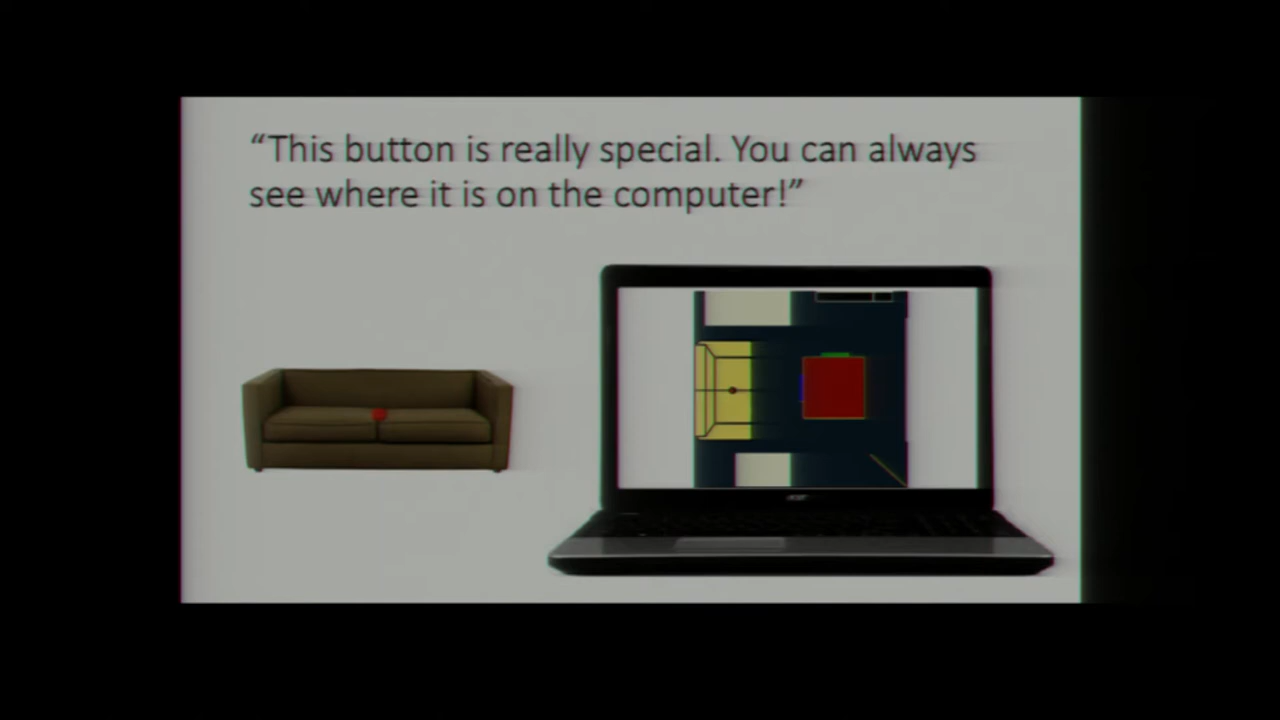 “This button is really special. You can always
see where it is on the computer!”